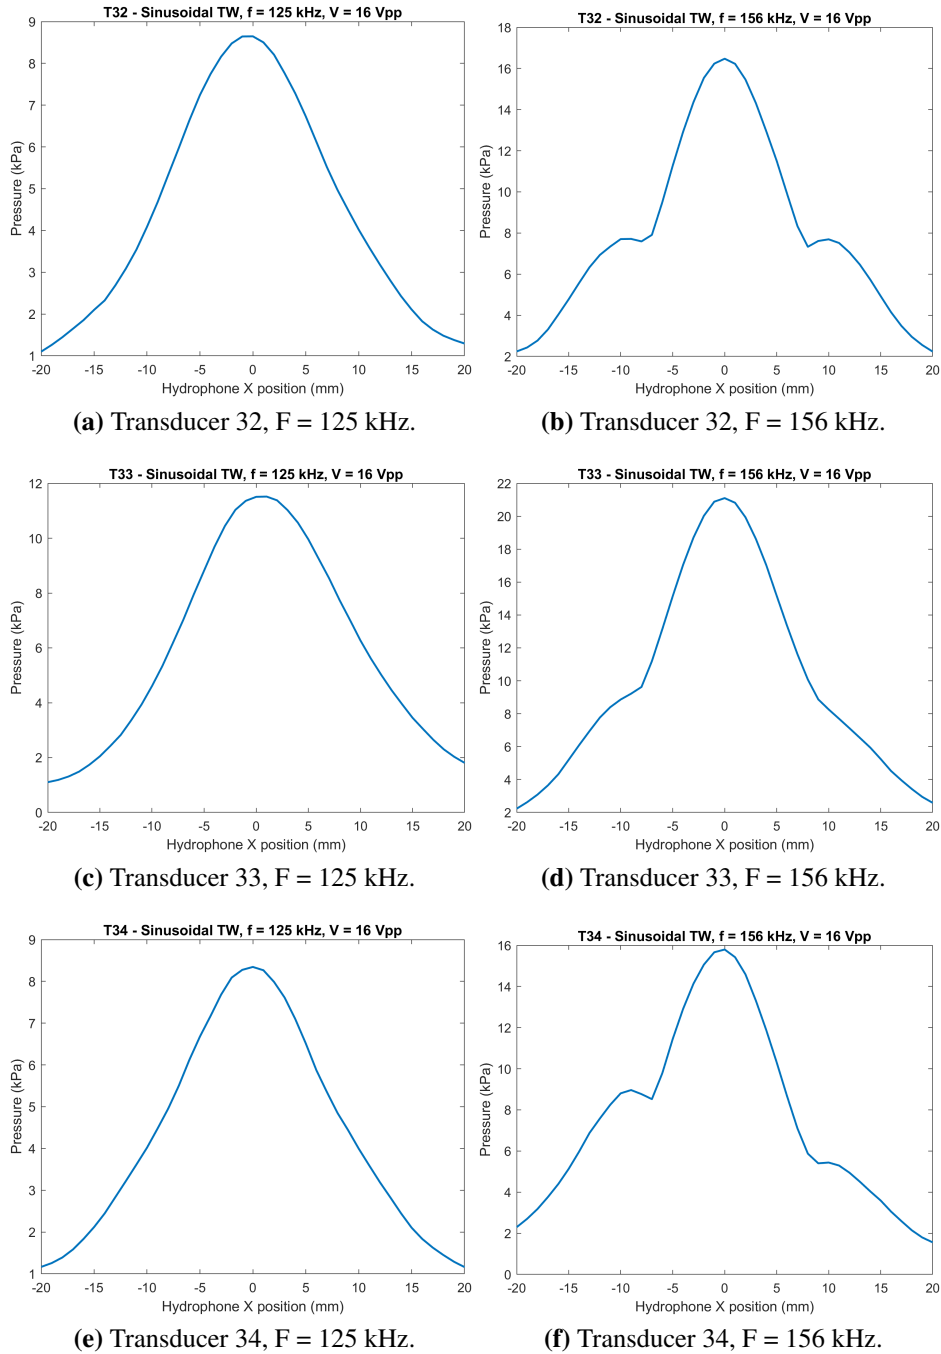 T32 - Sinusoidal TW, f = 125 kHz, V = 16 Vpp
9
8
7
6
5
4
3
2
1
Pressure (kPa)
-20 -15 -10 -5 0 5 10 15 20
Hydrophone X position (mm)
(a) Transducer 32, F = 125 kHz.
T32 - Sinusoidal TW, f = 156 kHz, V = 16 Vpp
18
16
14
12
10
8
6
4
2
Pressure (kPa)
-20 -15 -10 -5 0 5 10 15 20
Hydrophone X position (mm)
(b) Transducer 32, F = 156 kHz.
T33 - Sinusoidal TW, f = 125 kHz, V = 16 Vpp
12
10
8
6
4
2
0
Pressure (kPa)
-20 -15 -10 -5 0 5 10 15 20
Hydrophone X position (mm)
(c) Transducer 33, F = 125 kHz.
T33 - Sinusoidal TW, f = 156 kHz, V = 16 Vpp
22
20
18
16
14
12
10
8
6
4
2
Pressure (kPa)
-20 -15 -10 -5 0 5 10 15 20
Hydrophone X position (mm)
(d) Transducer 33, F = 156 kHz.
T34 - Sinusoidal TW, f = 125 kHz, V = 16 Vpp
9
8
7
6
5
4
3
2
1
Pressure (kPa)
-20 -15 -10 -5 0 5 10 15 20
Hydrophone X position (mm)
(e) Transducer 34, F = 125 kHz.
T34 - Sinusoidal TW, f = 156 kHz, V = 16 Vpp
16
14
12
10
8
6
4
2
0
Pressure (kPa)
-20 -15 -10 -5 0 5 10 15 20
Hydrophone X position (mm)
(f) Transducer 34, F = 156 kHz.